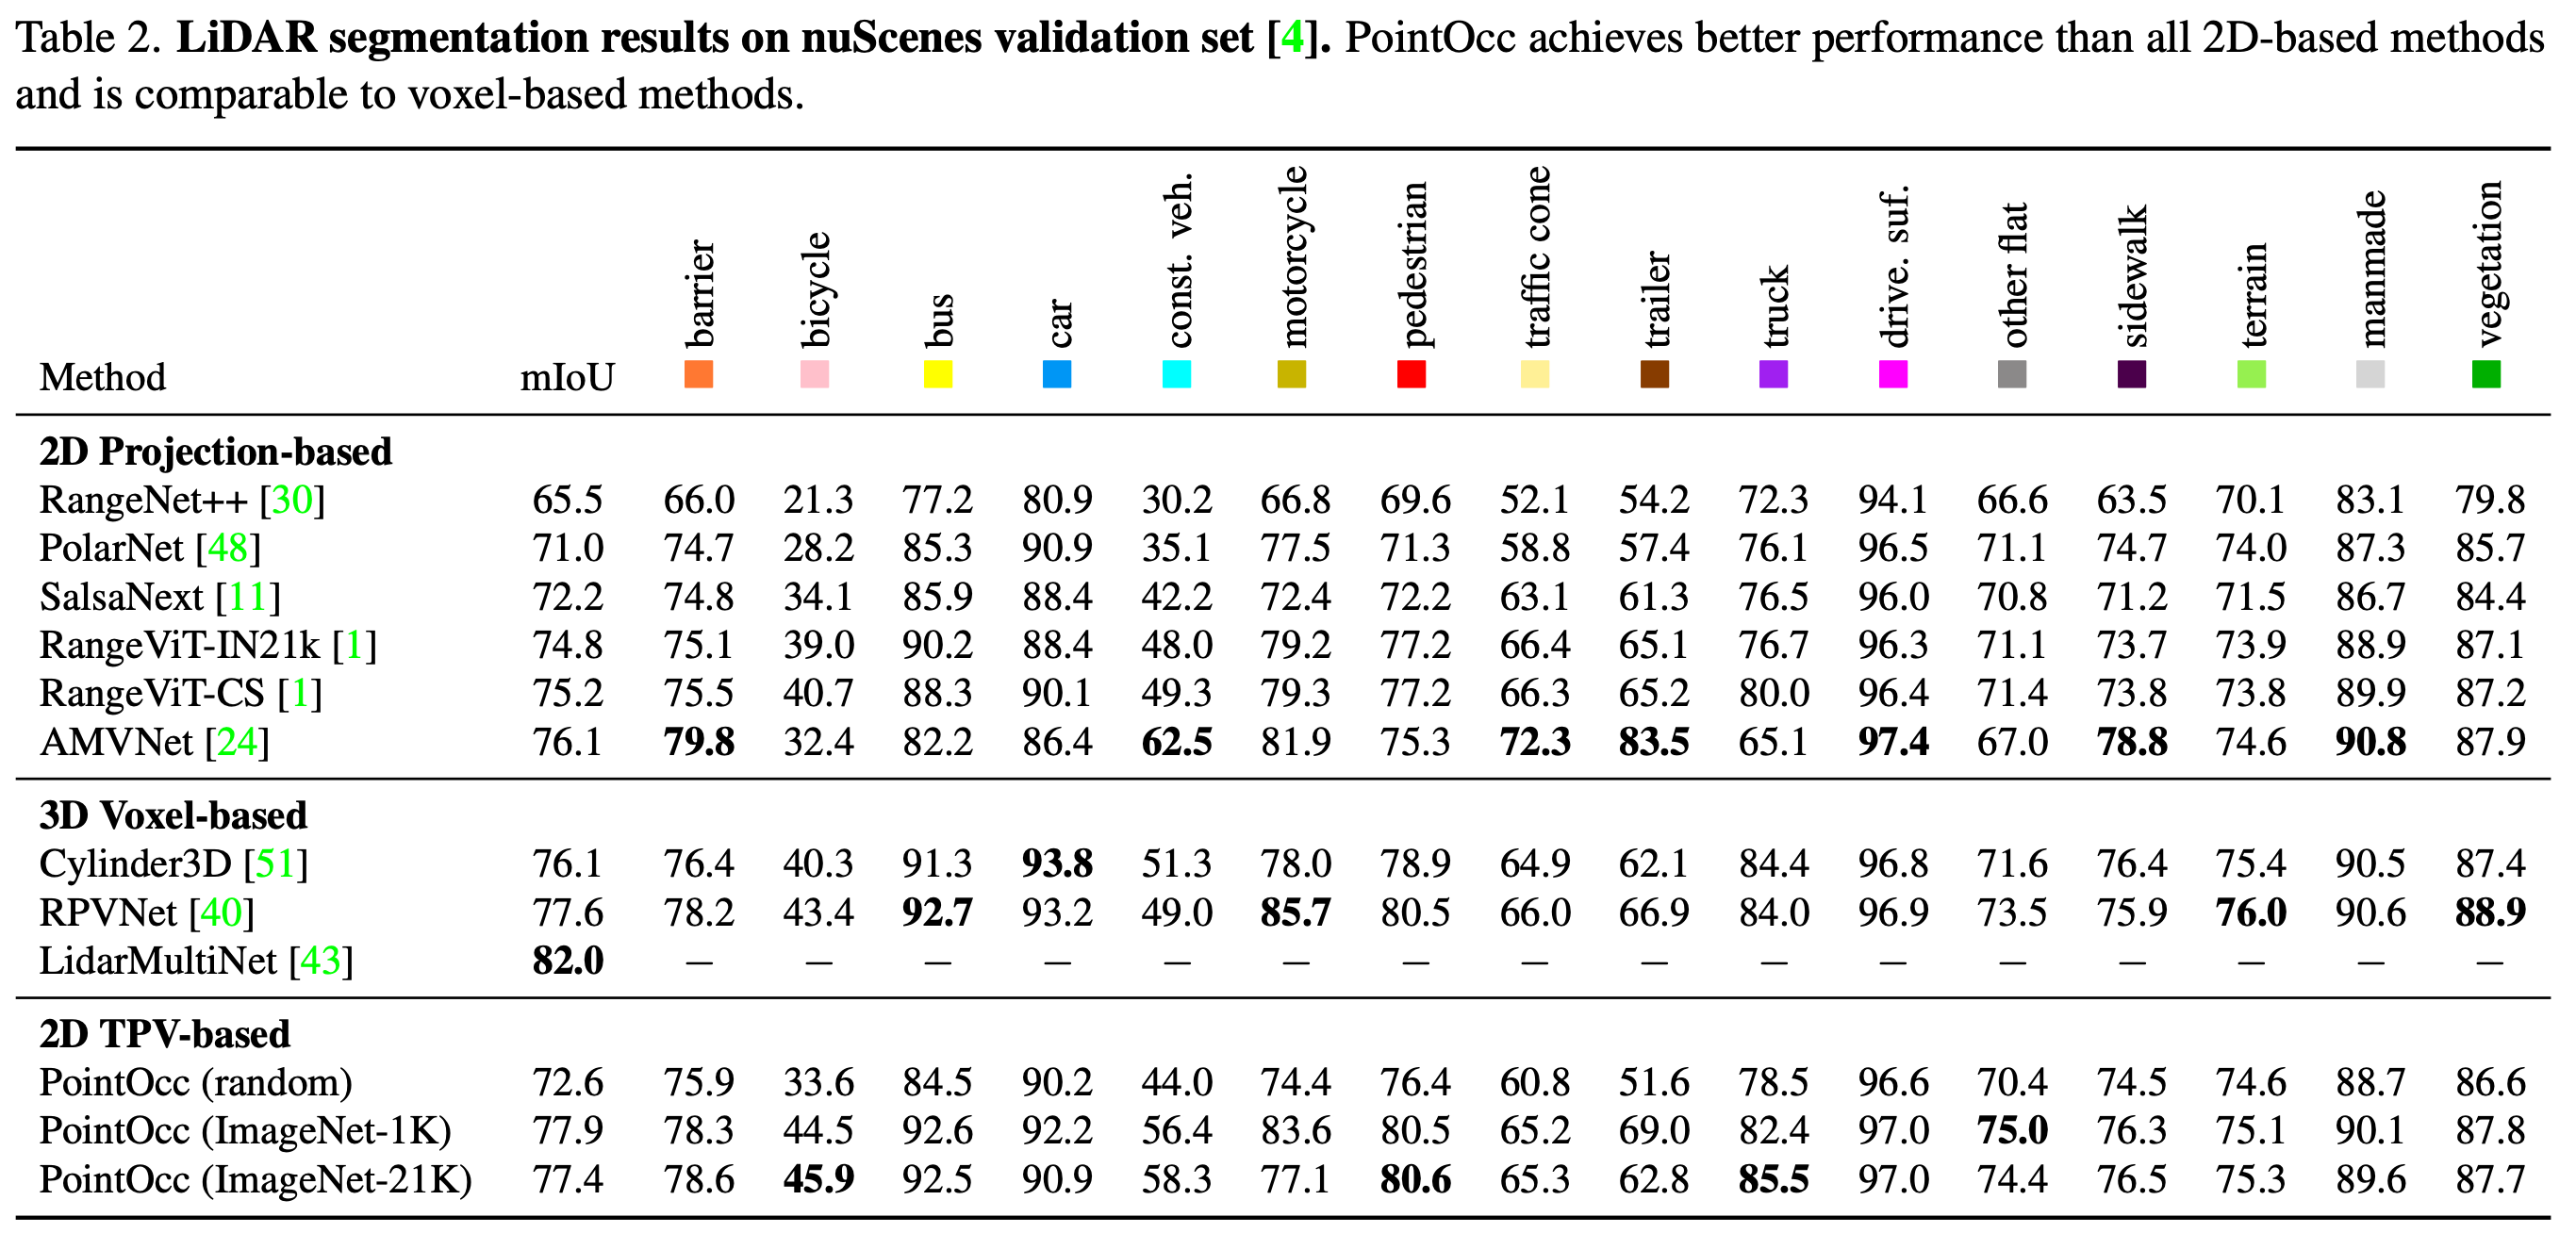 Table 2. LiDAR segmentation results on nuScenes validation set [4]. PointOcc achieves better performance than all 2D-based methods
and is comparable to voxel-based methods.
Method mIoU barrier bicycle bus car const. veh. motorcycle pedestrian traffic cone trailer truck drive. suf. other flat sidewalk terrain manmade vegetation
2D Projection-based
RangeNet++ [30] 65.5 66.0 21.3 77.2 80.9 30.2 66.8 69.6 52.1 54.2 72.3 94.1 66.6 63.5 70.1 83.1 79.8
PolarNet [48] 71.0 74.7 28.2 85.3 90.9 35.1 77.5 71.3 58.8 57.4 76.1 96.5 71.1 74.7 74.0 87.3 85.7
SalsaNext [11] 72.2 74.8 34.1 85.9 88.4 42.2 72.4 72.2 63.1 61.3 76.5 96.0 70.8 71.2 71.5 86.7 84.4
RangeViT-IN21k [1] 74.8 75.1 39.0 90.2 88.4 48.0 79.2 77.2 66.4 65.1 76.7 96.3 71.1 73.7 73.9 88.9 87.1
RangeViT-CS [1] 75.2 75.5 40.7 88.3 90.1 49.3 79.3 77.2 66.3 65.2 80.0 96.4 71.4 73.8 73.8 89.9 87.2
AMVNet [24] 76.1 79.8 32.4 82.2 86.4 62.5 81.9 75.3 72.3 83.5 65.1 97.4 67.0 78.8 74.6 90.8 87.9
3D Voxel-based
Cylinder3D [51] 76.1 76.4 40.3 91.3 93.8 51.3 78.0 78.9 64.9 62.1 84.4 96.8 71.6 76.4 75.4 90.5 87.4
RPVNet [40] 77.6 78.2 43.4 92.7 93.2 49.0 85.7 80.5 66.0 66.9 84.0 96.9 73.5 75.9 76.0 90.6 88.9
LidarMultiNet [43] 82.0 – – – – – – – – – – – – – – – –
2D TPV-based
PointOcc (random) 72.6 75.9 33.6 84.5 90.2 44.0 74.4 76.4 60.8 51.6 78.5 96.6 70.4 74.5 74.6 88.7 86.6
PointOcc (ImageNet-1K) 77.9 78.3 44.5 92.6 92.2 56.4 83.6 80.5 65.2 69.0 82.4 97.0 75.0 76.3 75.1 90.1 87.8
PointOcc (ImageNet-21K) 77.4 78.6 45.9 92.5 90.9 58.3 77.1 80.6 65.3 62.8 85.5 97.0 74.4 76.5 75.3 89.6 87.7